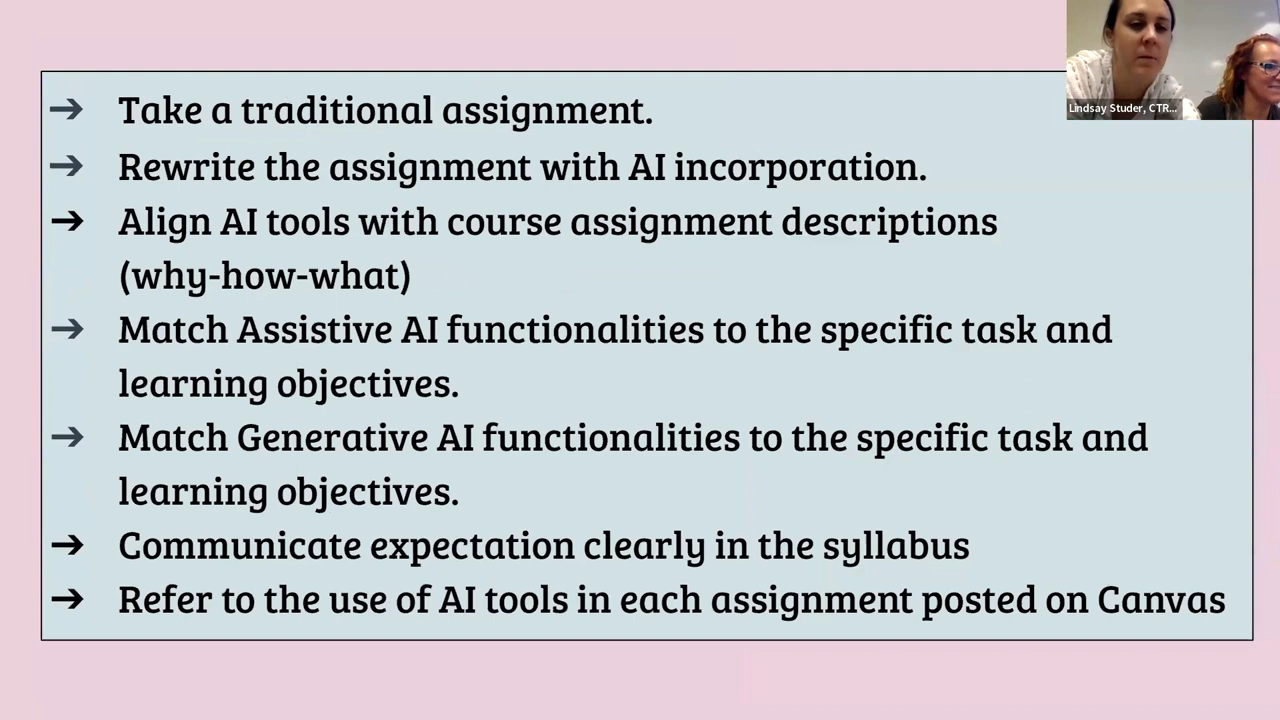 ➔ Take a traditional assignment.
➔ Rewrite the assignment with AI incorporation.
➔ Align AI tools with course assignment descriptions
(why-how-what)
➔ Match Assistive AI functionalities to the specific task and
learning objectives.
➔ Match Generative AI functionalities to the specific task and
learning objectives.
➔ Communicate expectation clearly in the syllabus
➔ Refer to the use of AI tools in each assignment posted on Canvas
Lindsay Studer, CTR...